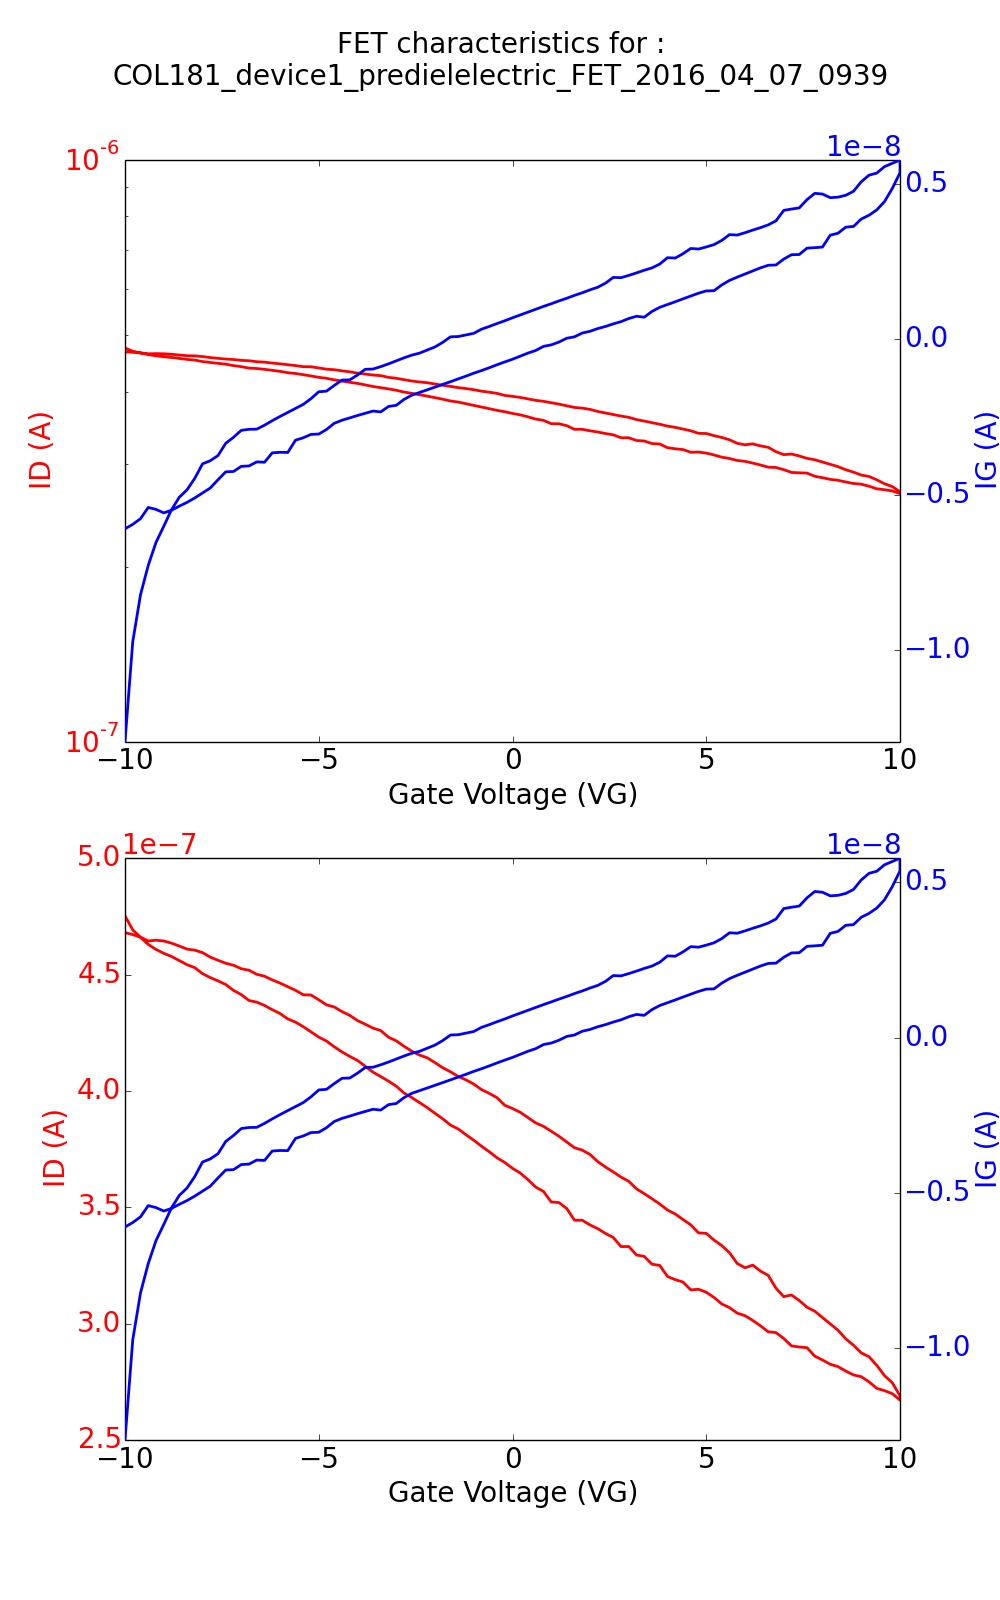 FET characteristics for :
COL181_device1_predielelectric_FET_2016_04_07_0939
10-6
1e−8
0.5
0.0
−0.5
−1.0
ID (A)
IG (A)
10-7
−10
−5
0
5
10
Gate Voltage (VG)
1e−7
1e−8
5.0
4.5
4.0
3.5
3.0
2.5
0.5
0.0
−0.5
−1.0
ID (A)
IG (A)
−10
−5
0
5
10
Gate Voltage (VG)